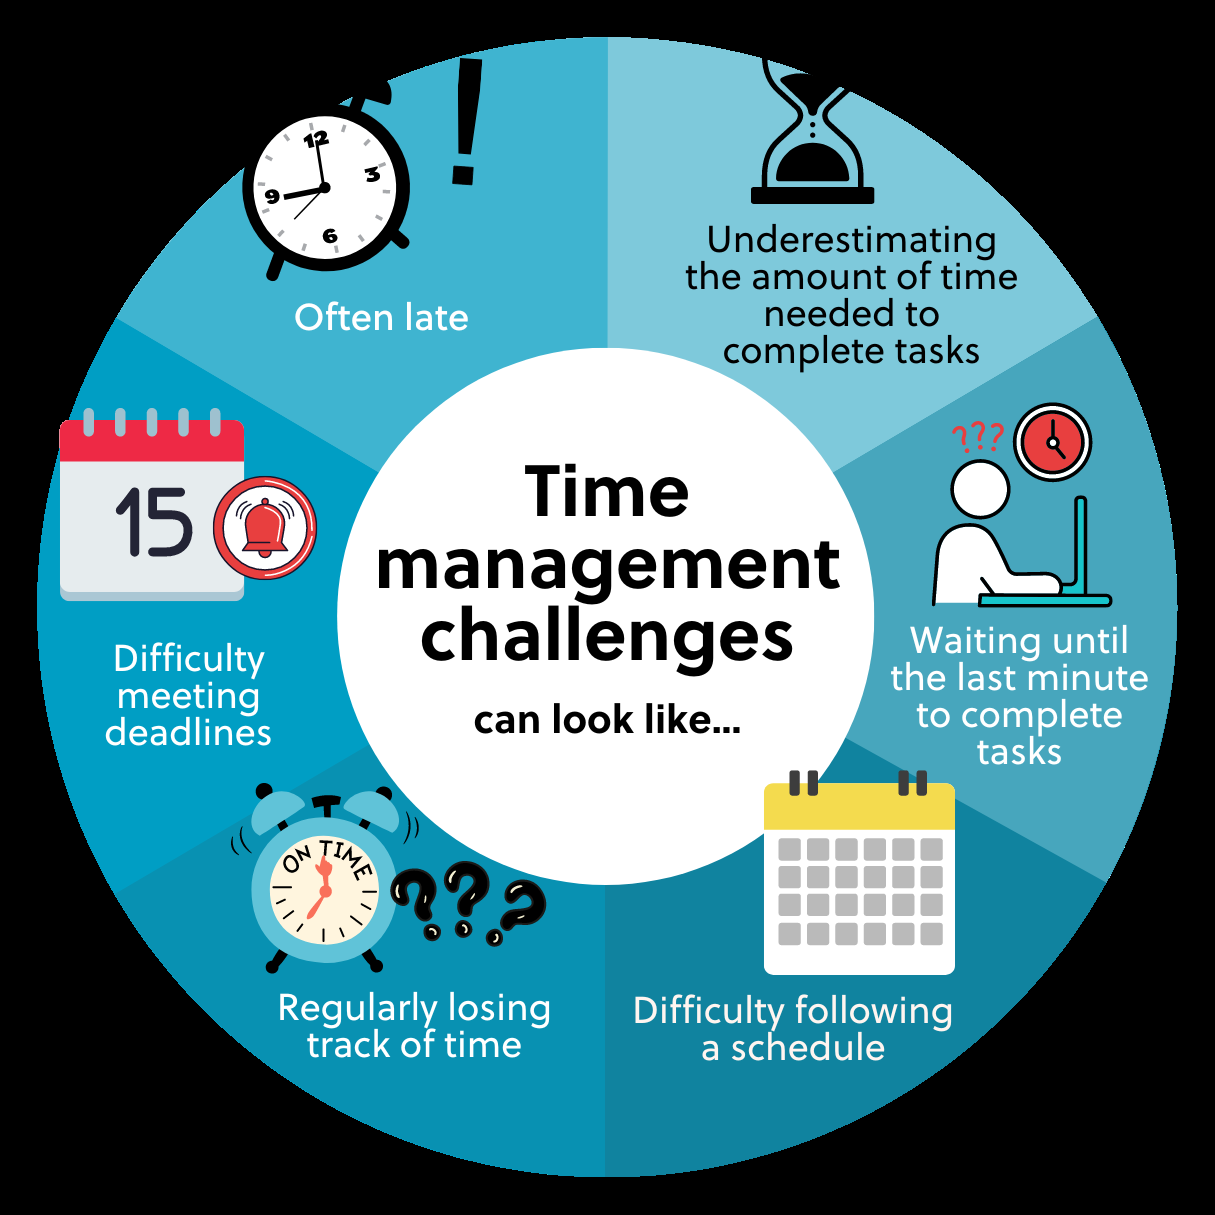 Time
management
challenges
can look like...
Underestimating
the amount of time
needed to
complete tasks
???
Waiting until
the last minute
to complete
tasks
Difficulty following
a schedule
ON TIME
???
Regularly losing
track of time
15
Difficulty
meeting
deadlines
!
12
3
6
9
Often late